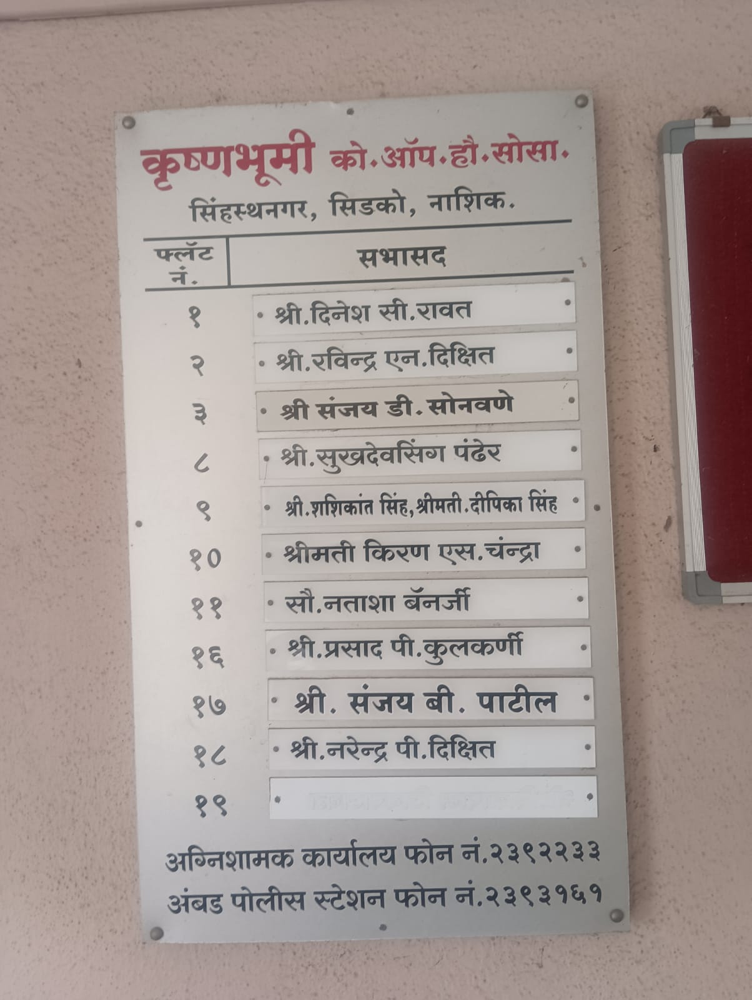 कृष्णभूमी को.ऑप.हौ.सोसा.
सिंहस्थनगर, सिडको, नाशिक.
फ्लॅट नं. सभासद
१ श्री.दिनेश सी.रावत
२ श्री.रविन्द्र एन.दिक्षित
३ श्री संजय डी. सोनवणे
८ श्री.सुखदेवसिंग पंढेर
९ श्री.शशिकांत सिंह,श्रीमती.दीपिका सिंह
१० श्रीमती किरण एस.चंन्द्रा
११ सौ.नताशा बॅनर्जी
१६ श्री.प्रसाद पी.कुलकर्णी
१७ श्री. संजय बी. पाटील
१८ श्री.नरेन्द्र पी.दिक्षित
१९
अग्निशामक कार्यालय फोन नं.२३९२२३३
अंबड पोलीस स्टेशन फोन नं.२३९३१६१